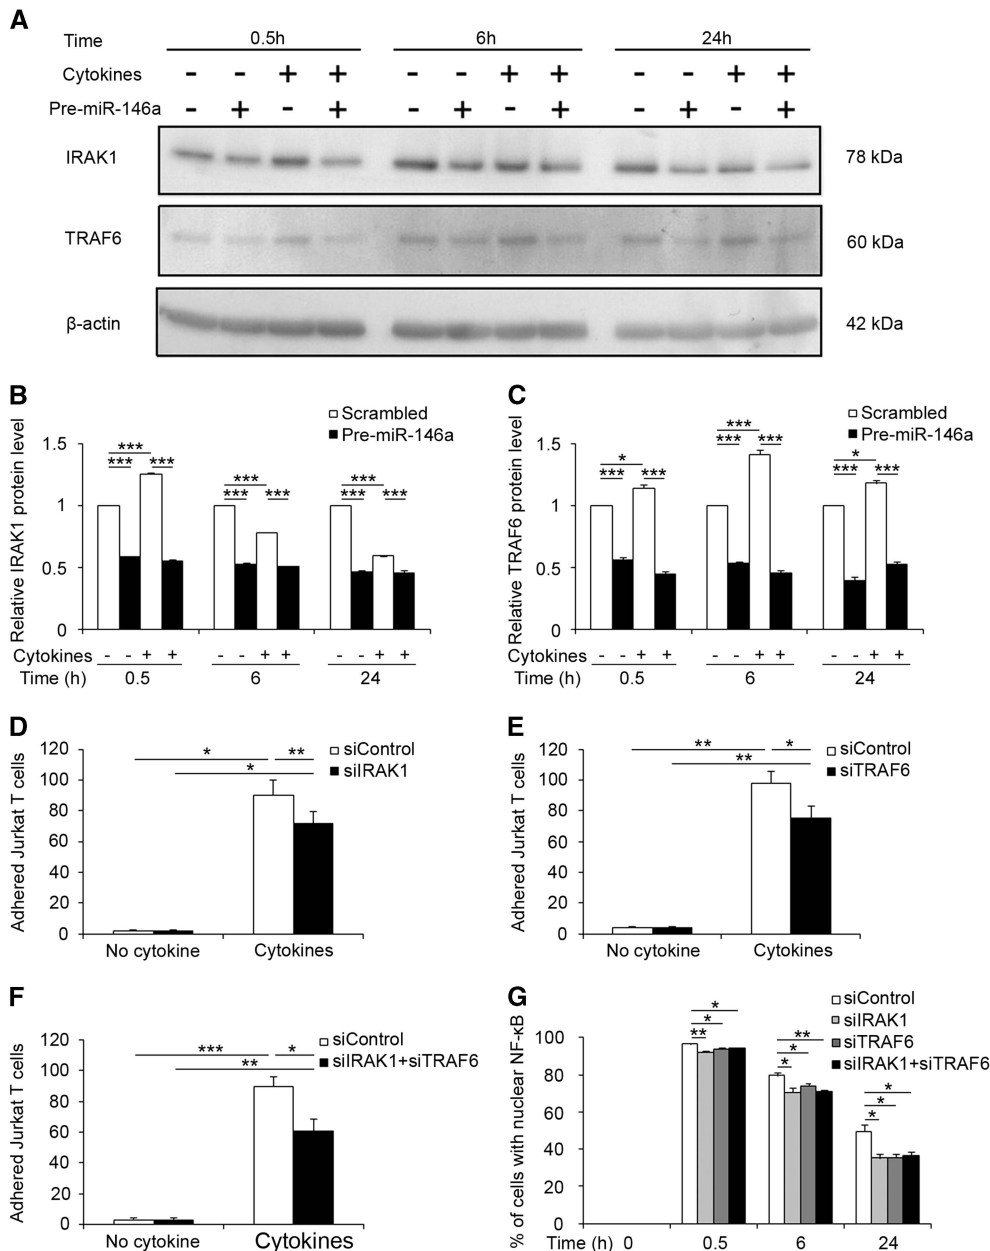 A
Time 0.5h 6h 24h
Cytokines - - + + - - + + - - + +
Pre-miR-146a - + - + - + - + - + - +
IRAK1 78 kDa
TRAF6 60 kDa
β-actin 42 kDa
B
Scrambled
Pre-miR-146a
Relative IRAK1 protein level
1.5
1
0.5
0
*** *** ***
*** *** ***
*** *** ***
Cytokines - - + + - - + + - - + +
Time (h) 0.5 6 24
C
Scrambled
Pre-miR-146a
Relative TRAF6 protein level
1.5
1
0.5
0
* *** ***
*** *** ***
* *** ***
Cytokines - - + + - - + + - - + +
Time (h) 0.5 6 24
D
siControl
siIRAK1
Adhered Jurkat T cells
120
100
80
60
40
20
0
* **
*
No cytokine Cytokines
E
siControl
siTRAF6
Adhered Jurkat T cells
120
100
80
60
40
20
0
** *
**
No cytokine Cytokines
F
siControl
siIRAK1+siTRAF6
Adhered Jurkat T cells
120
100
80
60
40
20
0
*** *
**
No cytokine Cytokines
G
siControl
siIRAK1
siTRAF6
siIRAK1+siTRAF6
% of cells with nuclear NF-κB
100
80
60
40
20
0
*
*
**
**
*
*
*
*
*
Time (h) 0 0.5 6 24